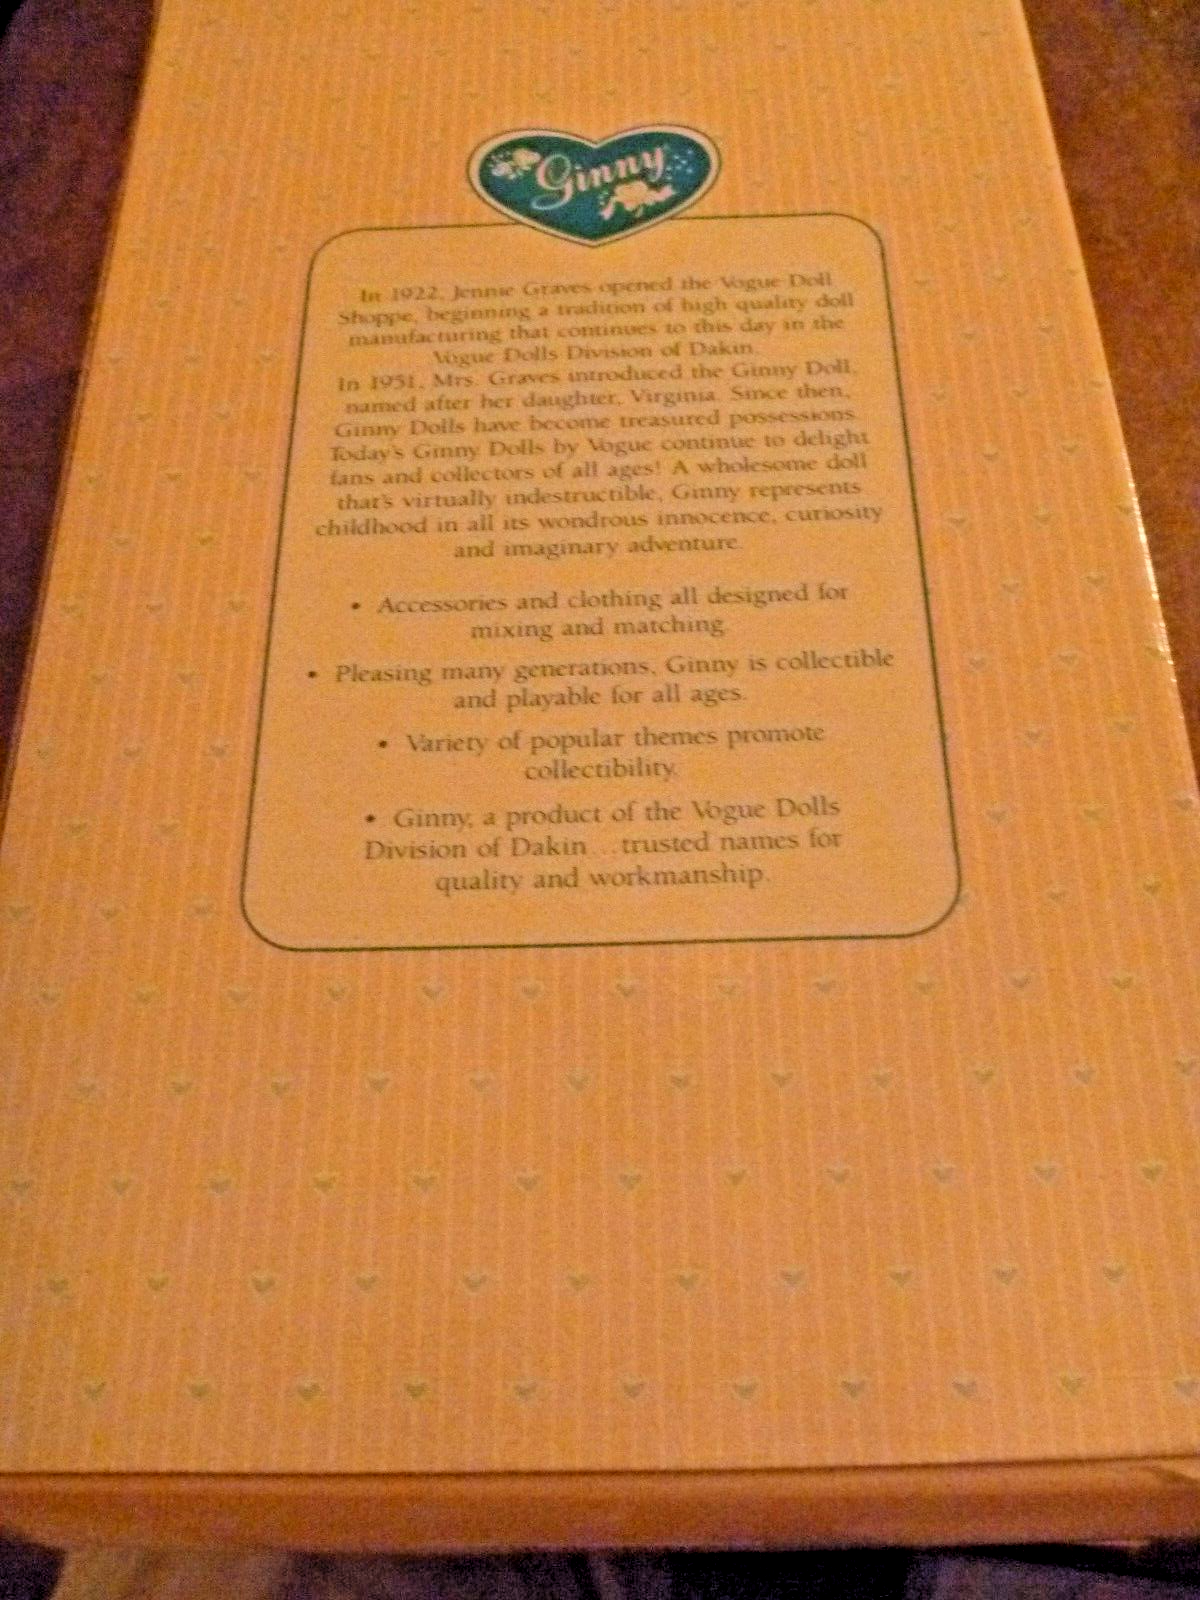 Ginny
In 1922, Jennie Graves opened the Vogue Doll
Shoppe, beginning a tradition of high quality doll
manufacturing that continues to this day in the
Vogue Dolls Division of Dakin.
In 1951, Mrs. Graves introduced the Ginny Doll,
named after her daughter, Virginia. Since then,
Ginny Dolls have become treasured possessions.
Today's Ginny Dolls by Vogue continue to delight
fans and collectors of all ages! A wholesome doll
that's virtually indestructible, Ginny represents
childhood in all its wondrous innocence, curiosity
and imaginary adventure.
• Accessories and clothing all designed for
mixing and matching.
• Pleasing many generations, Ginny is collectible
and playable for all ages.
• Variety of popular themes promote
collectibility.
• Ginny, a product of the Vogue Dolls
Division of Dakin...trusted names for
quality and workmanship.